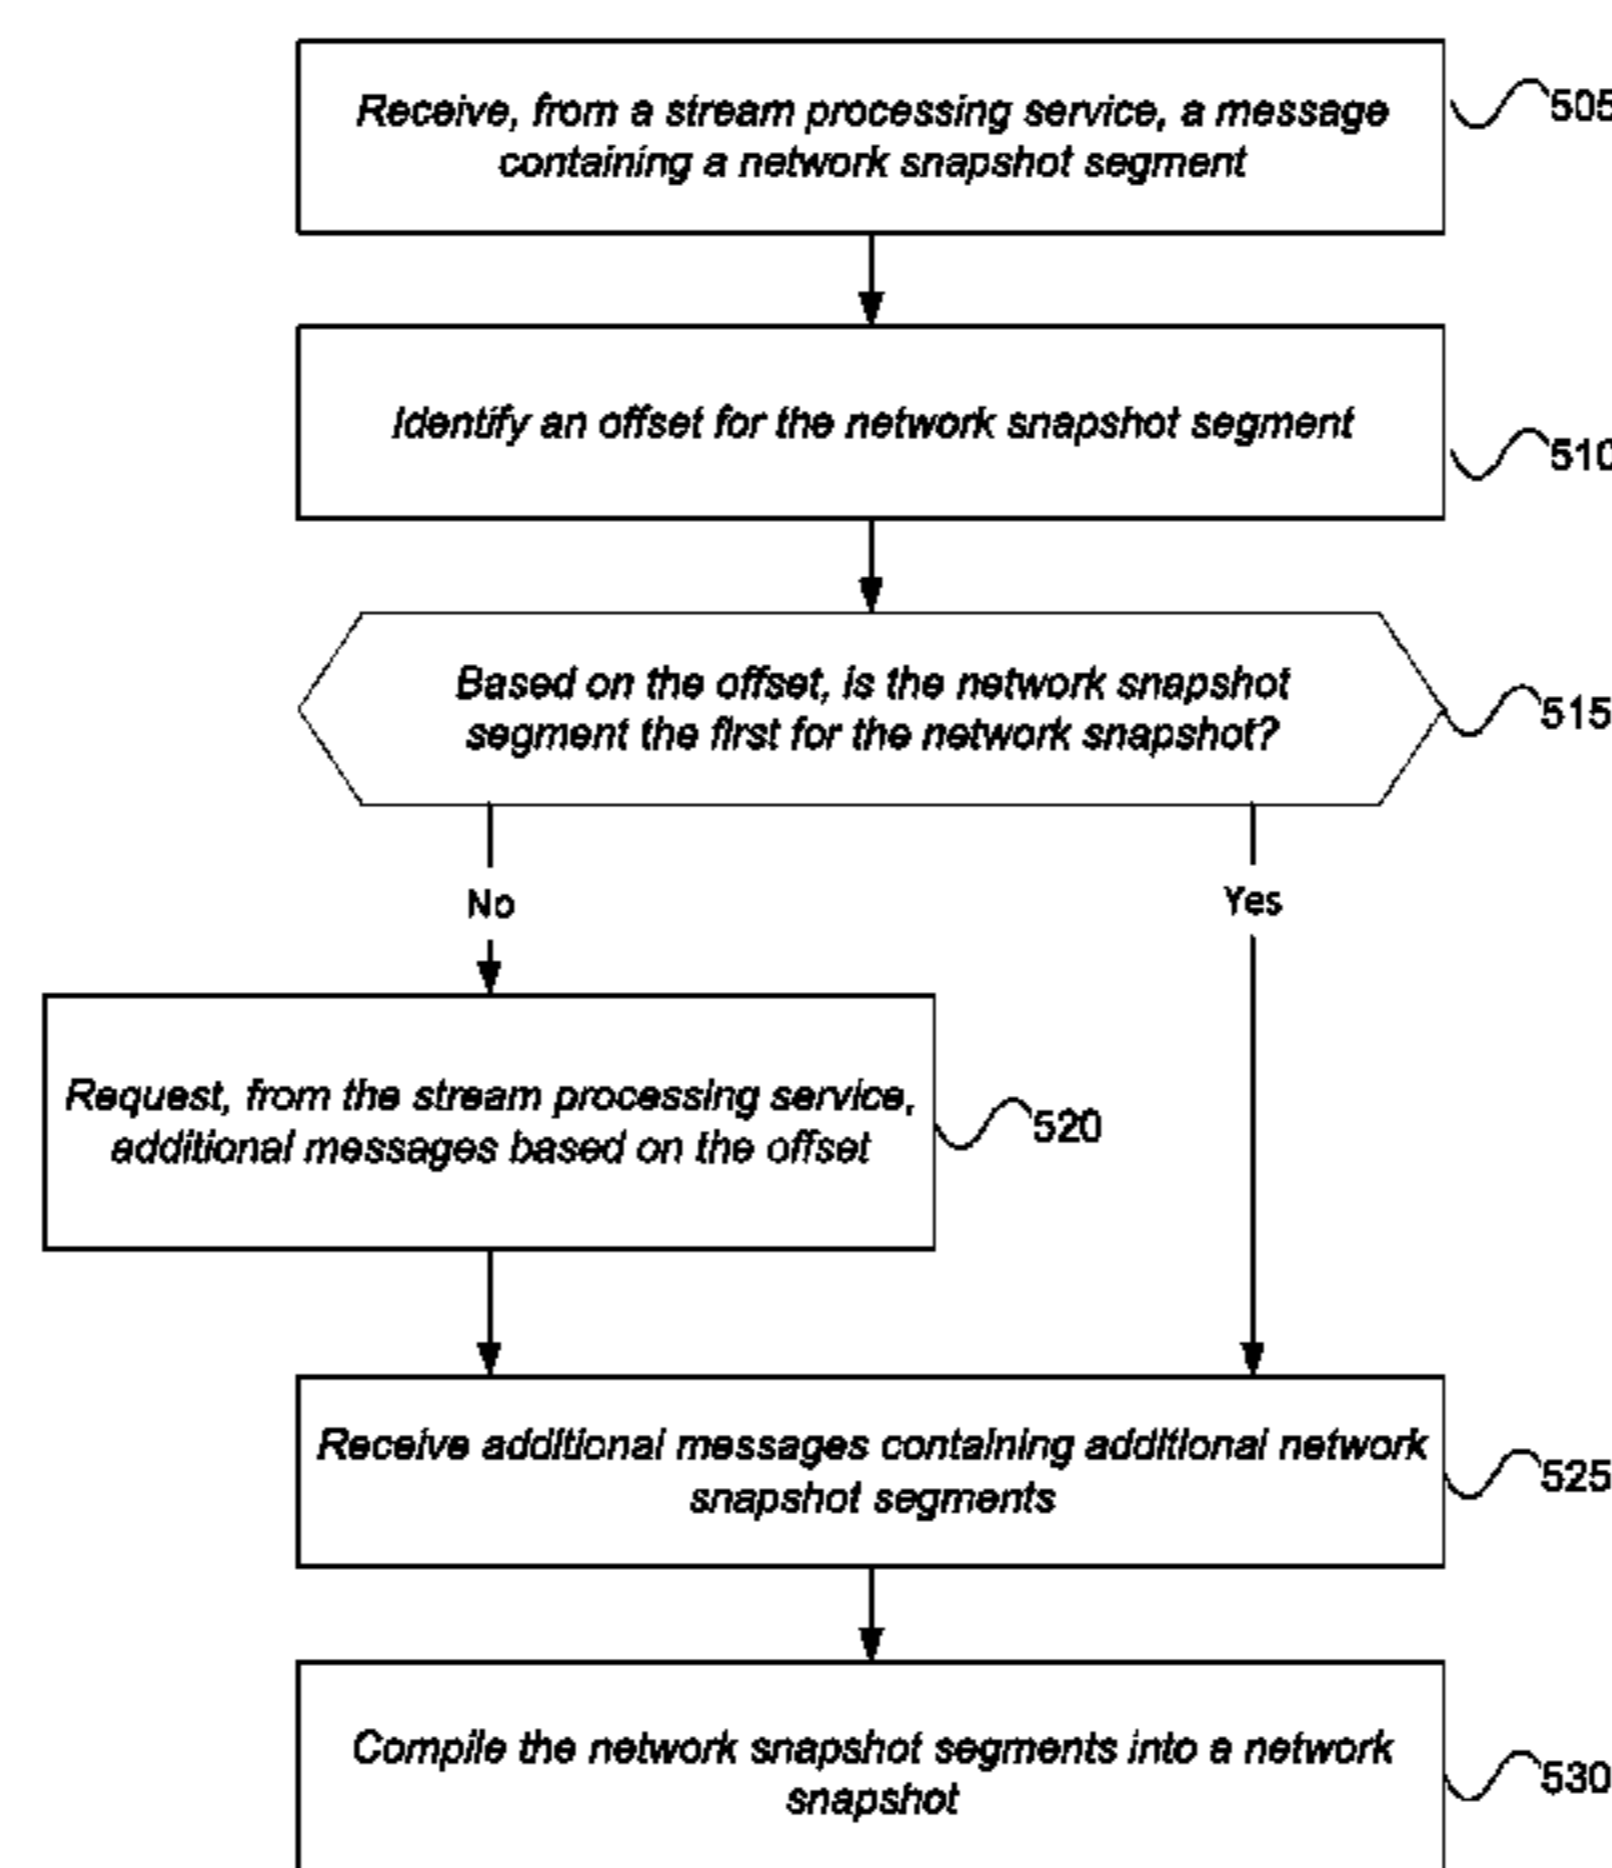 Receive, from a stream processing service, a message
containing a network snapshot segment
505
Identify an offset for the network snapshot segment
510
Based on the offset, is the network snapshot
segment the first for the network snapshot?
515
No
Yes
Request, from the stream processing service,
additional messages based on the offset
520
Receive additional messages containing additional network
snapshot segments
525
Compile the network snapshot segments into a network
snapshot
530